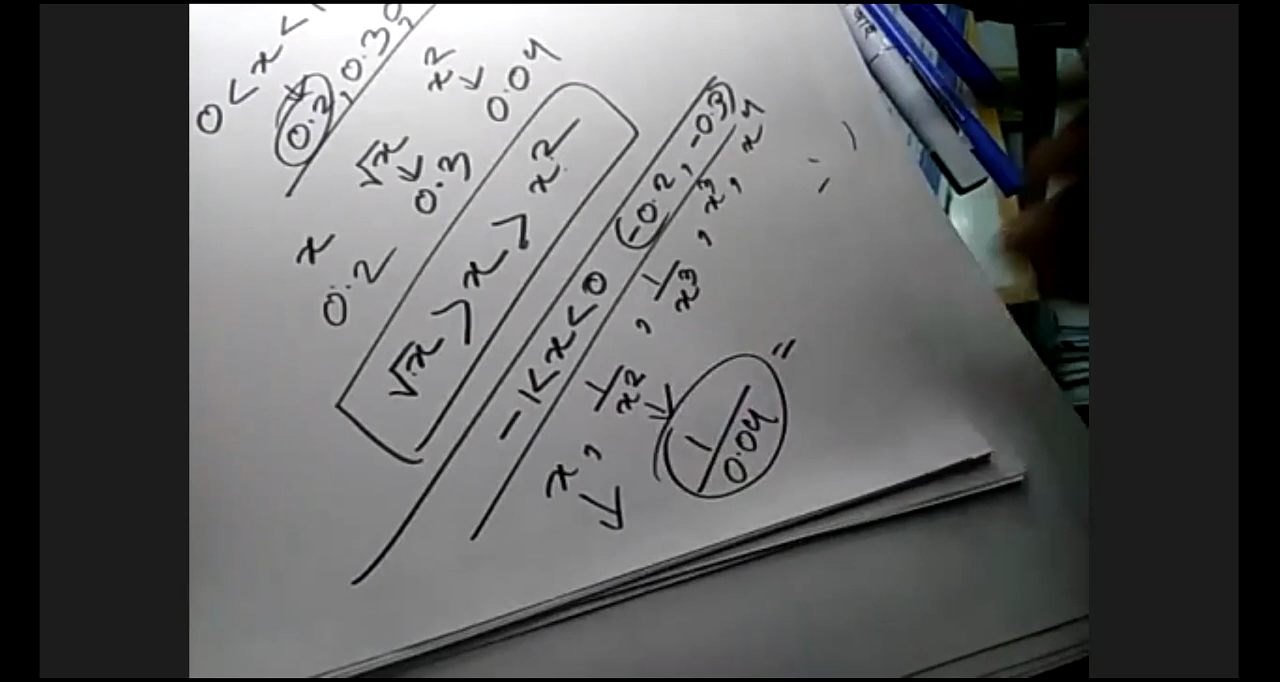 0 < x < 1
0.2, 0.3,
x √x x²
0.2 0.3 0.04
√x > x > x²
-1 < x < 0 (-0.2, -0.3)
x, 1/x², 1/x³, x³, x⁴
1/0.04 =